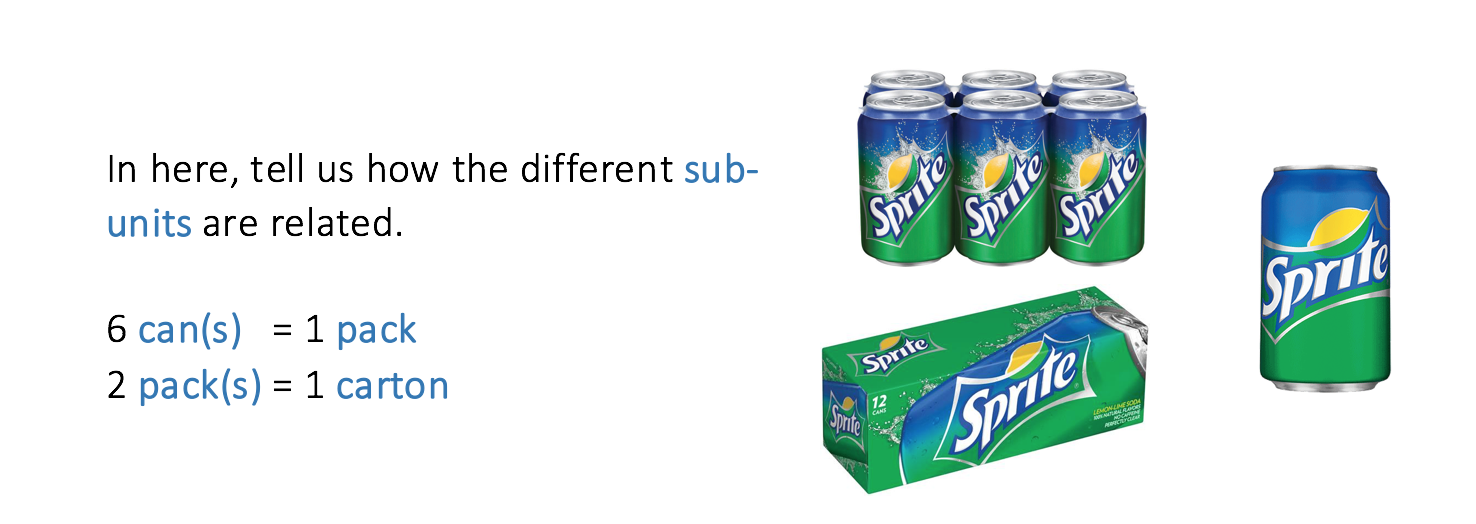 In here, tell us how the different sub-
units are related.
6 can(s) = 1 pack
2 pack(s) = 1 carton
Sprite
Sprite
Sprite
Sprite
Sprite
Sprite
Sprite
12
CANS
LEMON-LIME SODA
100% NATURAL FLAVORS
NO CAFFEINE
PERFECTLY CLEAR